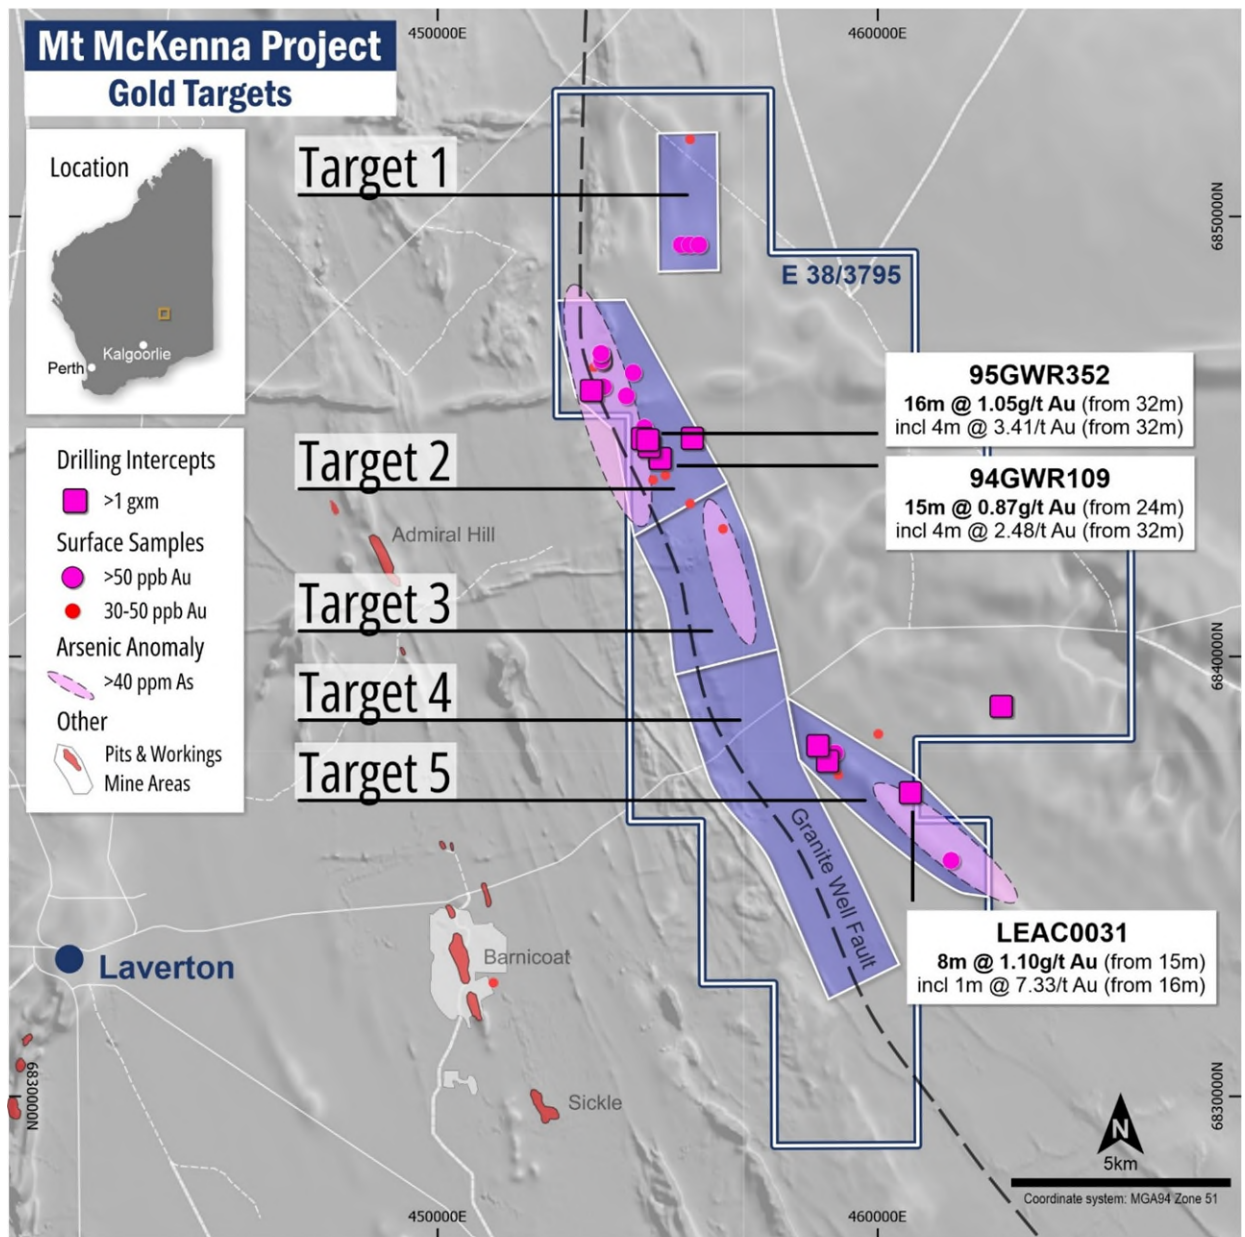 Mt McKenna Project
Gold Targets
450000E
460000E
Location
Perth
Kalgoorlie
Target 1
6850000N
E 38/3795
95GWR352
16m @ 1.05g/t Au (from 32m)
incl 4m @ 3.41/t Au (from 32m)
94GWR109
15m @ 0.87g/t Au (from 24m)
incl 4m @ 2.48/t Au (from 32m)
Drilling Intercepts
>1 gxm
Surface Samples
>50 ppb Au
30-50 ppb Au
Arsenic Anomaly
>40 ppm As
Other
Pits & Workings
Mine Areas
Target 2
Admiral Hill
Target 3
6840000N
Target 4
Target 5
Granite Well Fault
LEAC0031
8m @ 1.10g/t Au (from 15m)
incl 1m @ 7.33/t Au (from 16m)
Laverton
Barnicoat
Sickle
6830000N
6830000N
N
5km
Coordinate system: MGA94 Zone 51
450000E
460000E